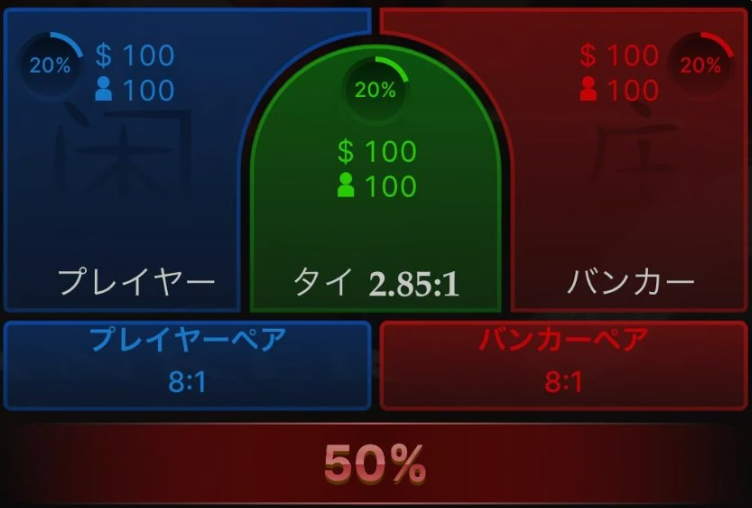 20% $ 100
100
闲
プレイヤー
20%
$ 100
100
タイ 2.85:1
$ 100 20%
100
庄
バンカー
プレイヤーペア
8:1
バンカーペア
8:1
50%